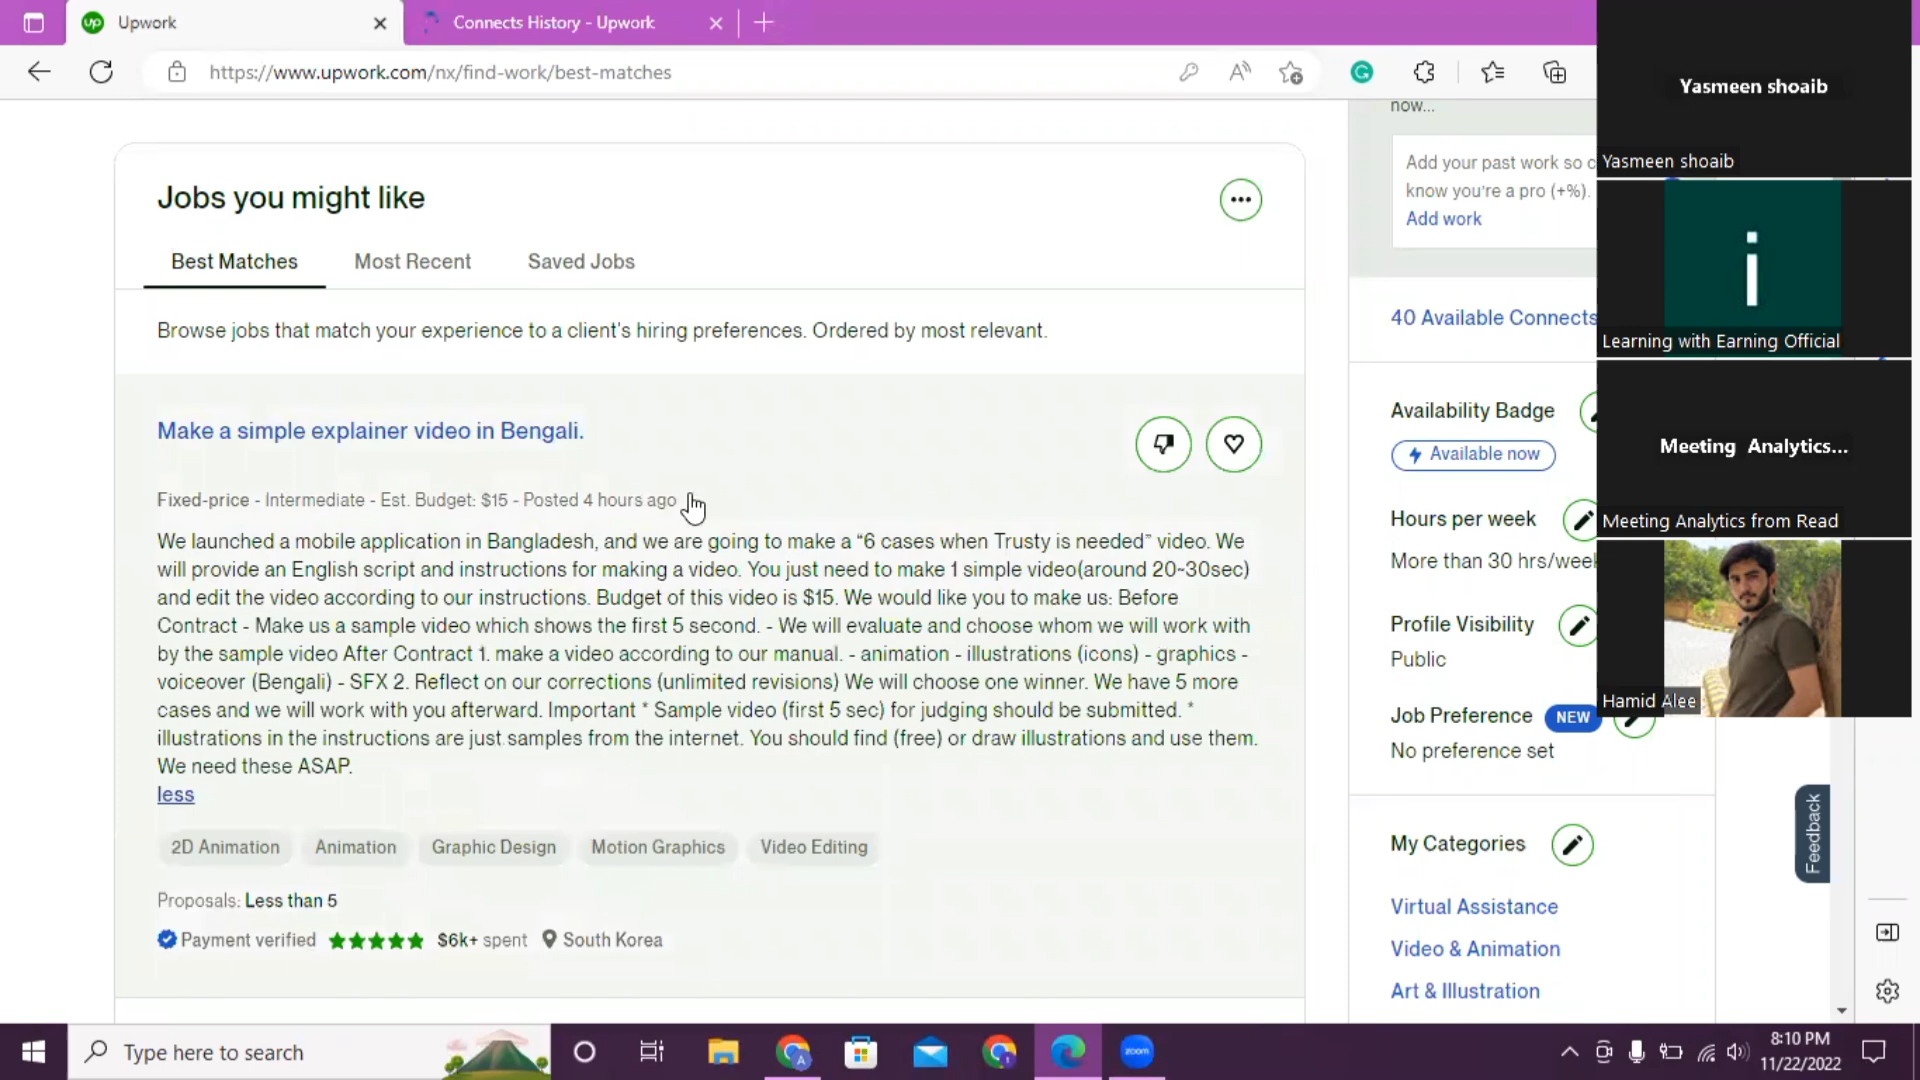 Upwork
Connects History - Upwork
https://www.upwork.com/nx/find-work/best-matches
Jobs you might like
Best Matches
Most Recent
Saved Jobs
Browse jobs that match your experience to a client's hiring preferences. Ordered by most relevant.
Make a simple explainer video in Bengali.
Fixed-price - Intermediate - Est. Budget: $15 - Posted 4 hours ago
We launched a mobile application in Bangladesh, and we are going to make a “6 cases when Trusty is needed” video. We
will provide an English script and instructions for making a video. You just need to make 1 simple video(around 20~30sec)
and edit the video according to our instructions. Budget of this video is $15. We would like you to make us: Before
Contract - Make us a sample video which shows the first 5 second. - We will evaluate and choose whom we will work with
by the sample video After Contract 1. make a video according to our manual. - animation - illustrations (icons) - graphics -
voiceover (Bengali) - SFX 2. Reflect on our corrections (unlimited revisions) We will choose one winner. We have 5 more
cases and we will work with you afterward. Important * Sample video (first 5 sec) for judging should be submitted. *
illustrations in the instructions are just samples from the internet. You should find (free) or draw illustrations and use them.
We need these ASAP.
less
2D Animation
Animation
Graphic Design
Motion Graphics
Video Editing
Proposals: Less than 5
Payment verified
$6k+ spent
South Korea
now...
Add your past work so c
know you're a pro (+%).
Add work
40 Available Connects
Availability Badge
Available now
Hours per week
More than 30 hrs/week
Profile Visibility
Public
Job Preference
NEW
No preference set
My Categories
Virtual Assistance
Video & Animation
Art & Illustration
Yasmeen shoaib
Yasmeen shoaib
i
Learning with Earning Official
Meeting Analytics...
Meeting Analytics from Read
Hamid Alee
Feedback
Type here to search
zoom
8:10 PM
11/22/2022